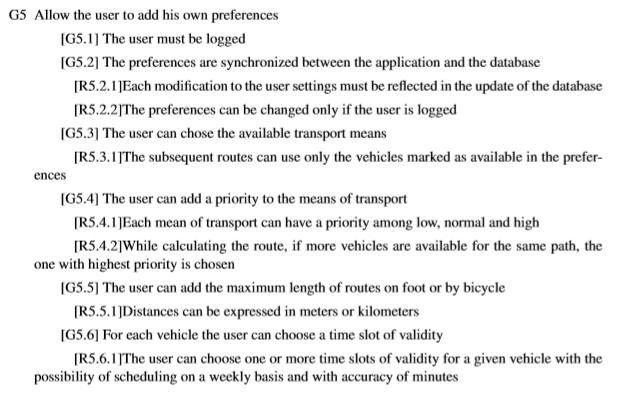 G5 Allow the user to add his own preferences
[G5.1] The user must be logged
[G5.2] The preferences are synchronized between the application and the database
[R5.2.1]Each modification to the user settings must be reflected in the update of the database
[R5.2.2]The preferences can be changed only if the user is logged
[G5.3] The user can chose the available transport means
[R5.3.1]The subsequent routes can use only the vehicles marked as available in the prefer-
ences
[G5.4] The user can add a priority to the means of transport
[R5.4.1]Each mean of transport can have a priority among low, normal and high
[R5.4.2]While calculating the route, if more vehicles are available for the same path, the
one with highest priority is chosen
[G5.5] The user can add the maximum length of routes on foot or by bicycle
[R5.5.1]Distances can be expressed in meters or kilometers
[G5.6] For each vehicle the user can choose a time slot of validity
[R5.6.1]The user can choose one or more time slots of validity for a given vehicle with the
possibility of scheduling on a weekly basis and with accuracy of minutes